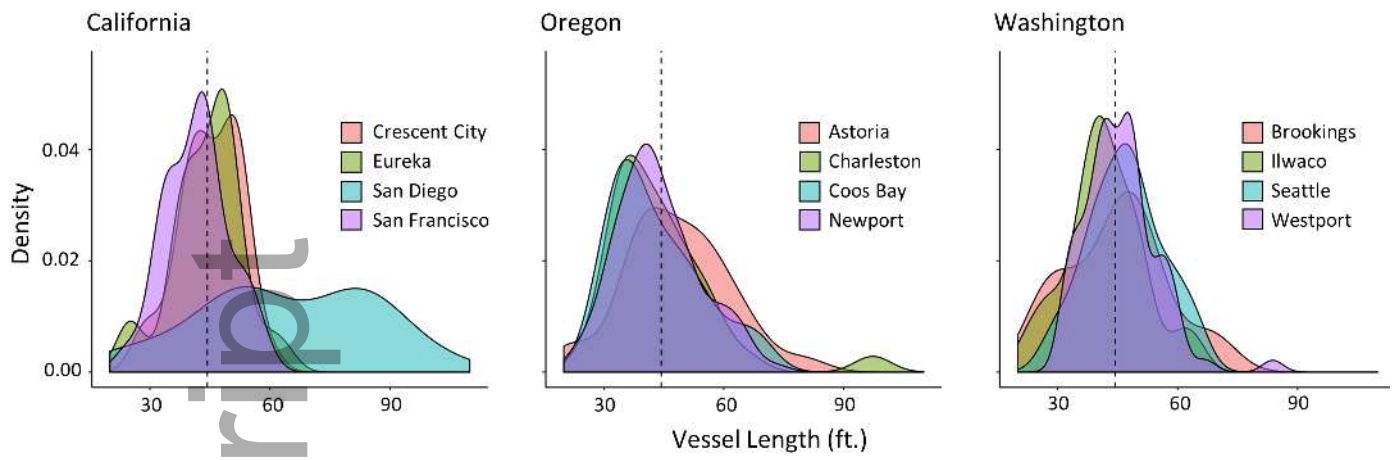 California
Oregon
Washington
Density
0.04
0.02
0.00
30
60
90
Crescent City
Eureka
San Diego
San Francisco
30
60
90
Astoria
Charleston
Coos Bay
Newport
30
60
90
Brookings
Ilwaco
Seattle
Westport
Vessel Length (ft.)
rpt